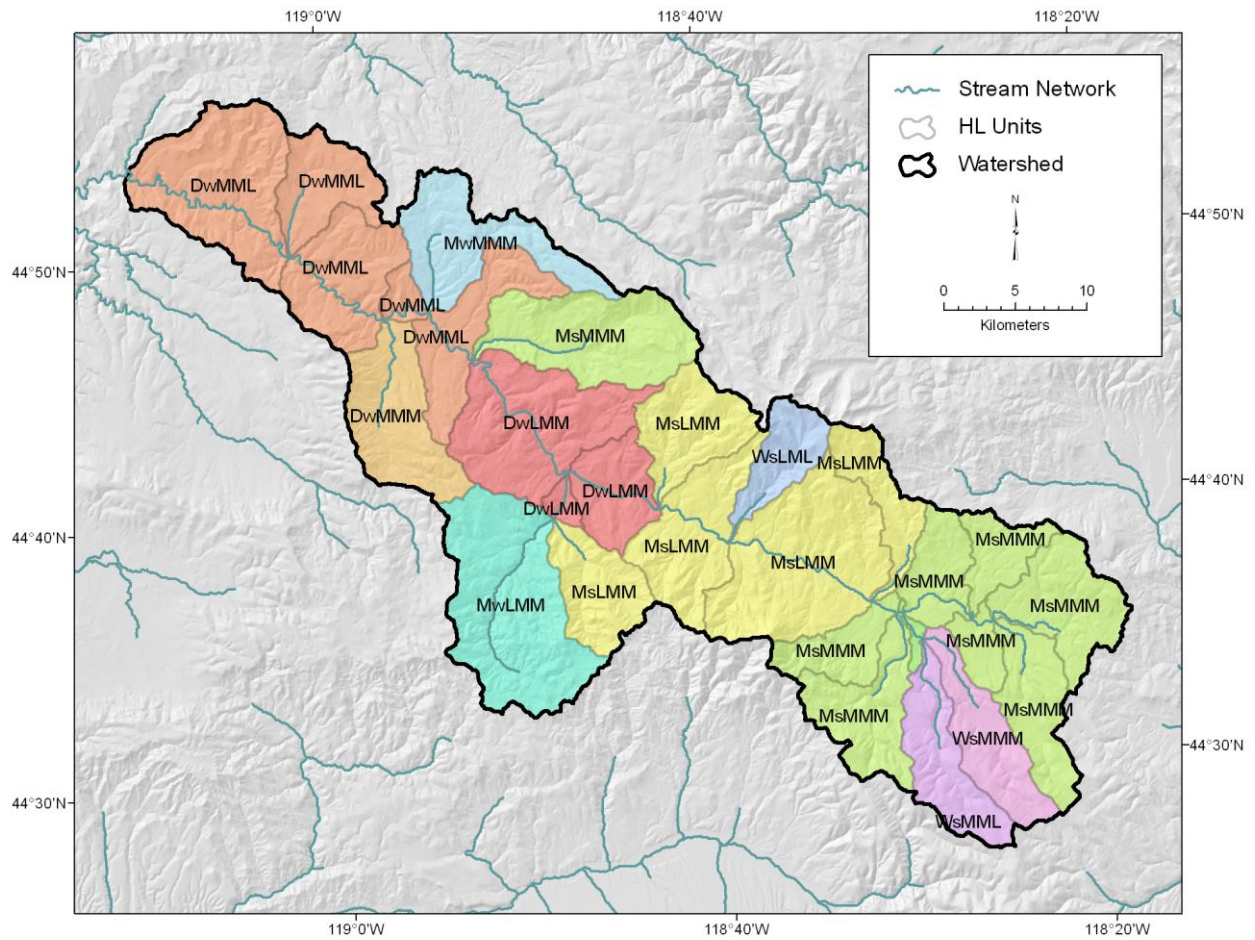 119°0'W
118°40'W
118°20'W
Stream Network
HL Units
Watershed
N
0 5 10
Kilometers
44°50'N
44°50'N
44°40'N
44°40'N
44°30'N
44°30'N
DwMML
DwMML
DwMML
MwMMM
DwMML
DwMML
MsMMM
DwMMM
DwLMM
MsLMM
WsLML
MsLMM
DwLMM
DwLMM
MsLMM
MsLMM
MsLMM
MwLMM
MsMMM
MsMMM
MsMMM
MsMMM
MsMMM
MsMMM
MsMMM
WsMMM
WsMML
119°0'W
118°40'W
118°20'W